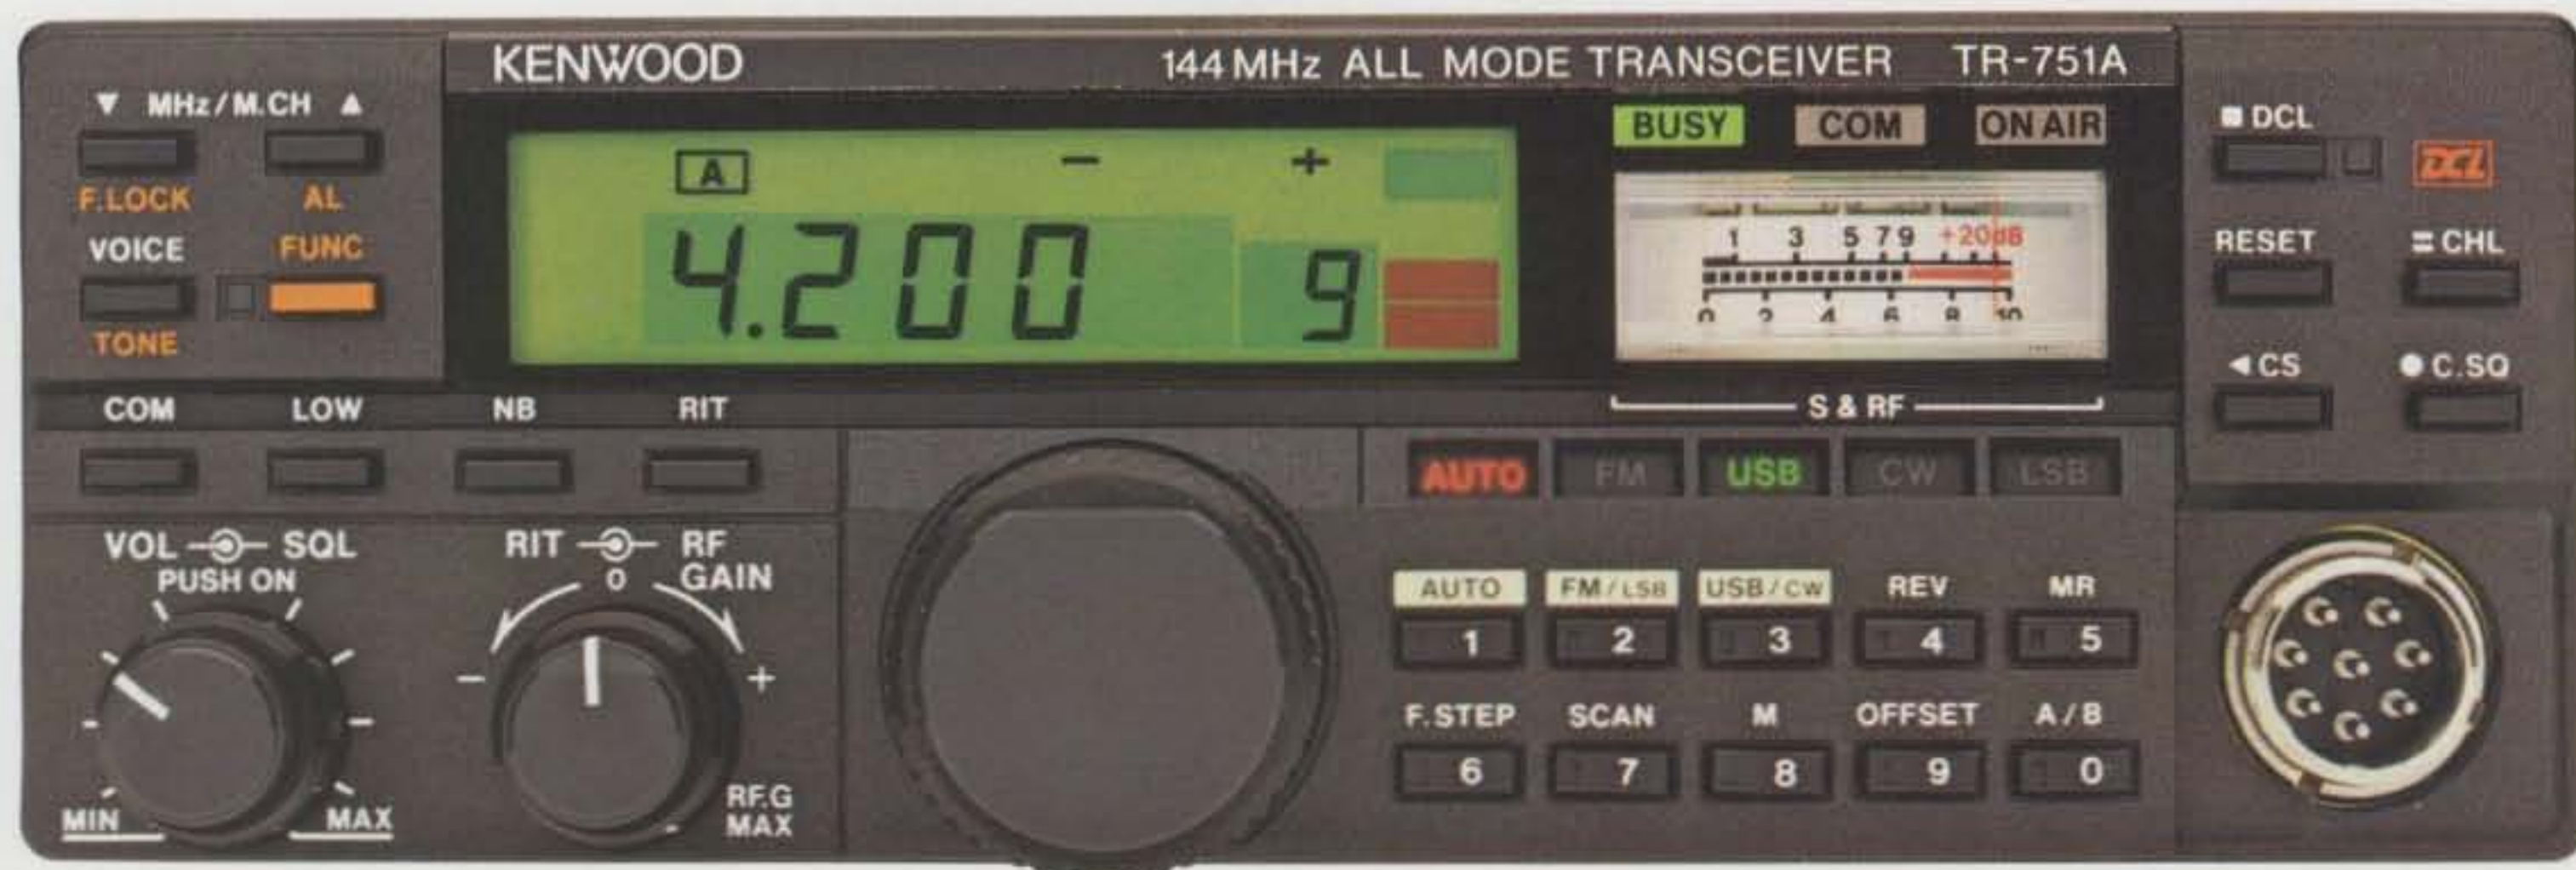 KENWOOD 144 MHz ALL MODE TRANSCEIVER TR-751A
▼ MHz/M.CH ▲
F.LOCK AL
VOICE FUNC
TONE
A - +
4.200 9
BUSY COM ON AIR
1 3 5 7 9 +20dB
0 2 4 6 8 10
S & RF
■ DCL DCL
RESET = CHL
◀ CS ● C.SQ
COM LOW NB RIT
AUTO FM USB CW LSB
VOL SQL
PUSH ON
MIN MAX
RIT RF
0 GAIN
- +
RF.G
MAX
AUTO FM/LSB USB/CW REV MR
1 2 3 4 5
F.STEP SCAN M OFFSET A/B
6 7 8 9 0